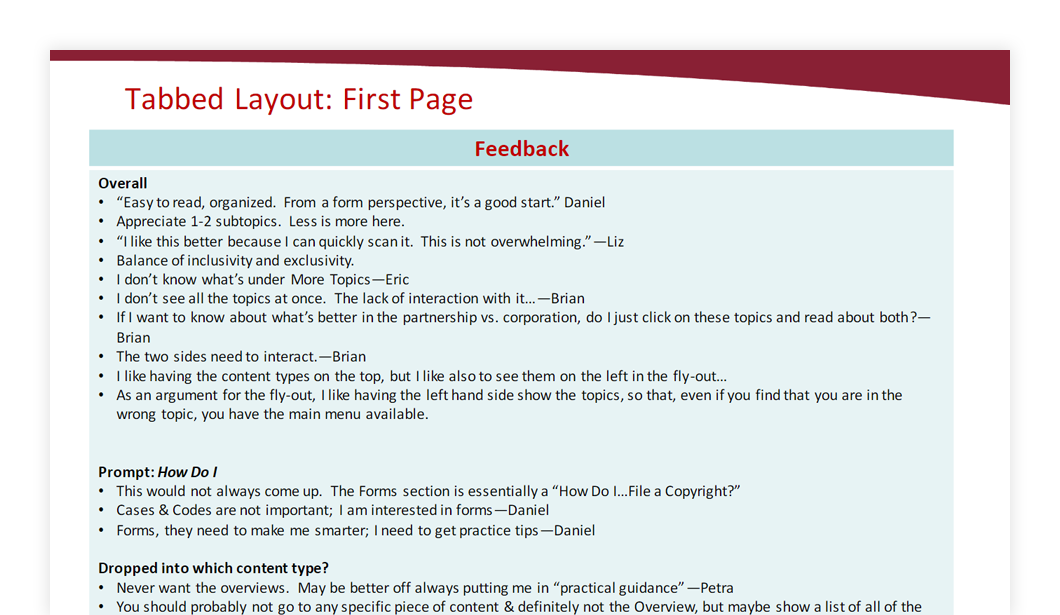 Tabbed Layout: First Page
Feedback
Overall
• “Easy to read, organized.  From a form perspective, it’s a good start.” Daniel
• Appreciate 1-2 subtopics.  Less is more here.
• “I like this better because I can quickly scan it.  This is not overwhelming.”—Liz
• Balance of inclusivity and exclusivity.
• I don’t know what’s under More Topics—Eric
• I don’t see all the topics at once.  The lack of interaction with it…—Brian
• If I want to know about what’s better in the partnership vs. corporation, do I just click on these topics and read about both?—
Brian
• The two sides need to interact.—Brian
• I like having the content types on the top, but I like also to see them on the left in the fly-out…
• As an argument for the fly-out, I like having the left hand side show the topics, so that, even if you find that you are in the
wrong topic, you have the main menu available.
Prompt: How Do I
• This would not always come up.  The Forms section is essentially a “How Do I…File a Copyright?”
• Cases & Codes are not important;  I am interested in forms—Daniel
• Forms, they need to make me smarter; I need to get practice tips—Daniel
Dropped into which content type?
• Never want the overviews.  May be better off always putting me in “practical guidance”—Petra
• You should probably not go to any specific piece of content & definitely not the Overview, but maybe show a list of all of the